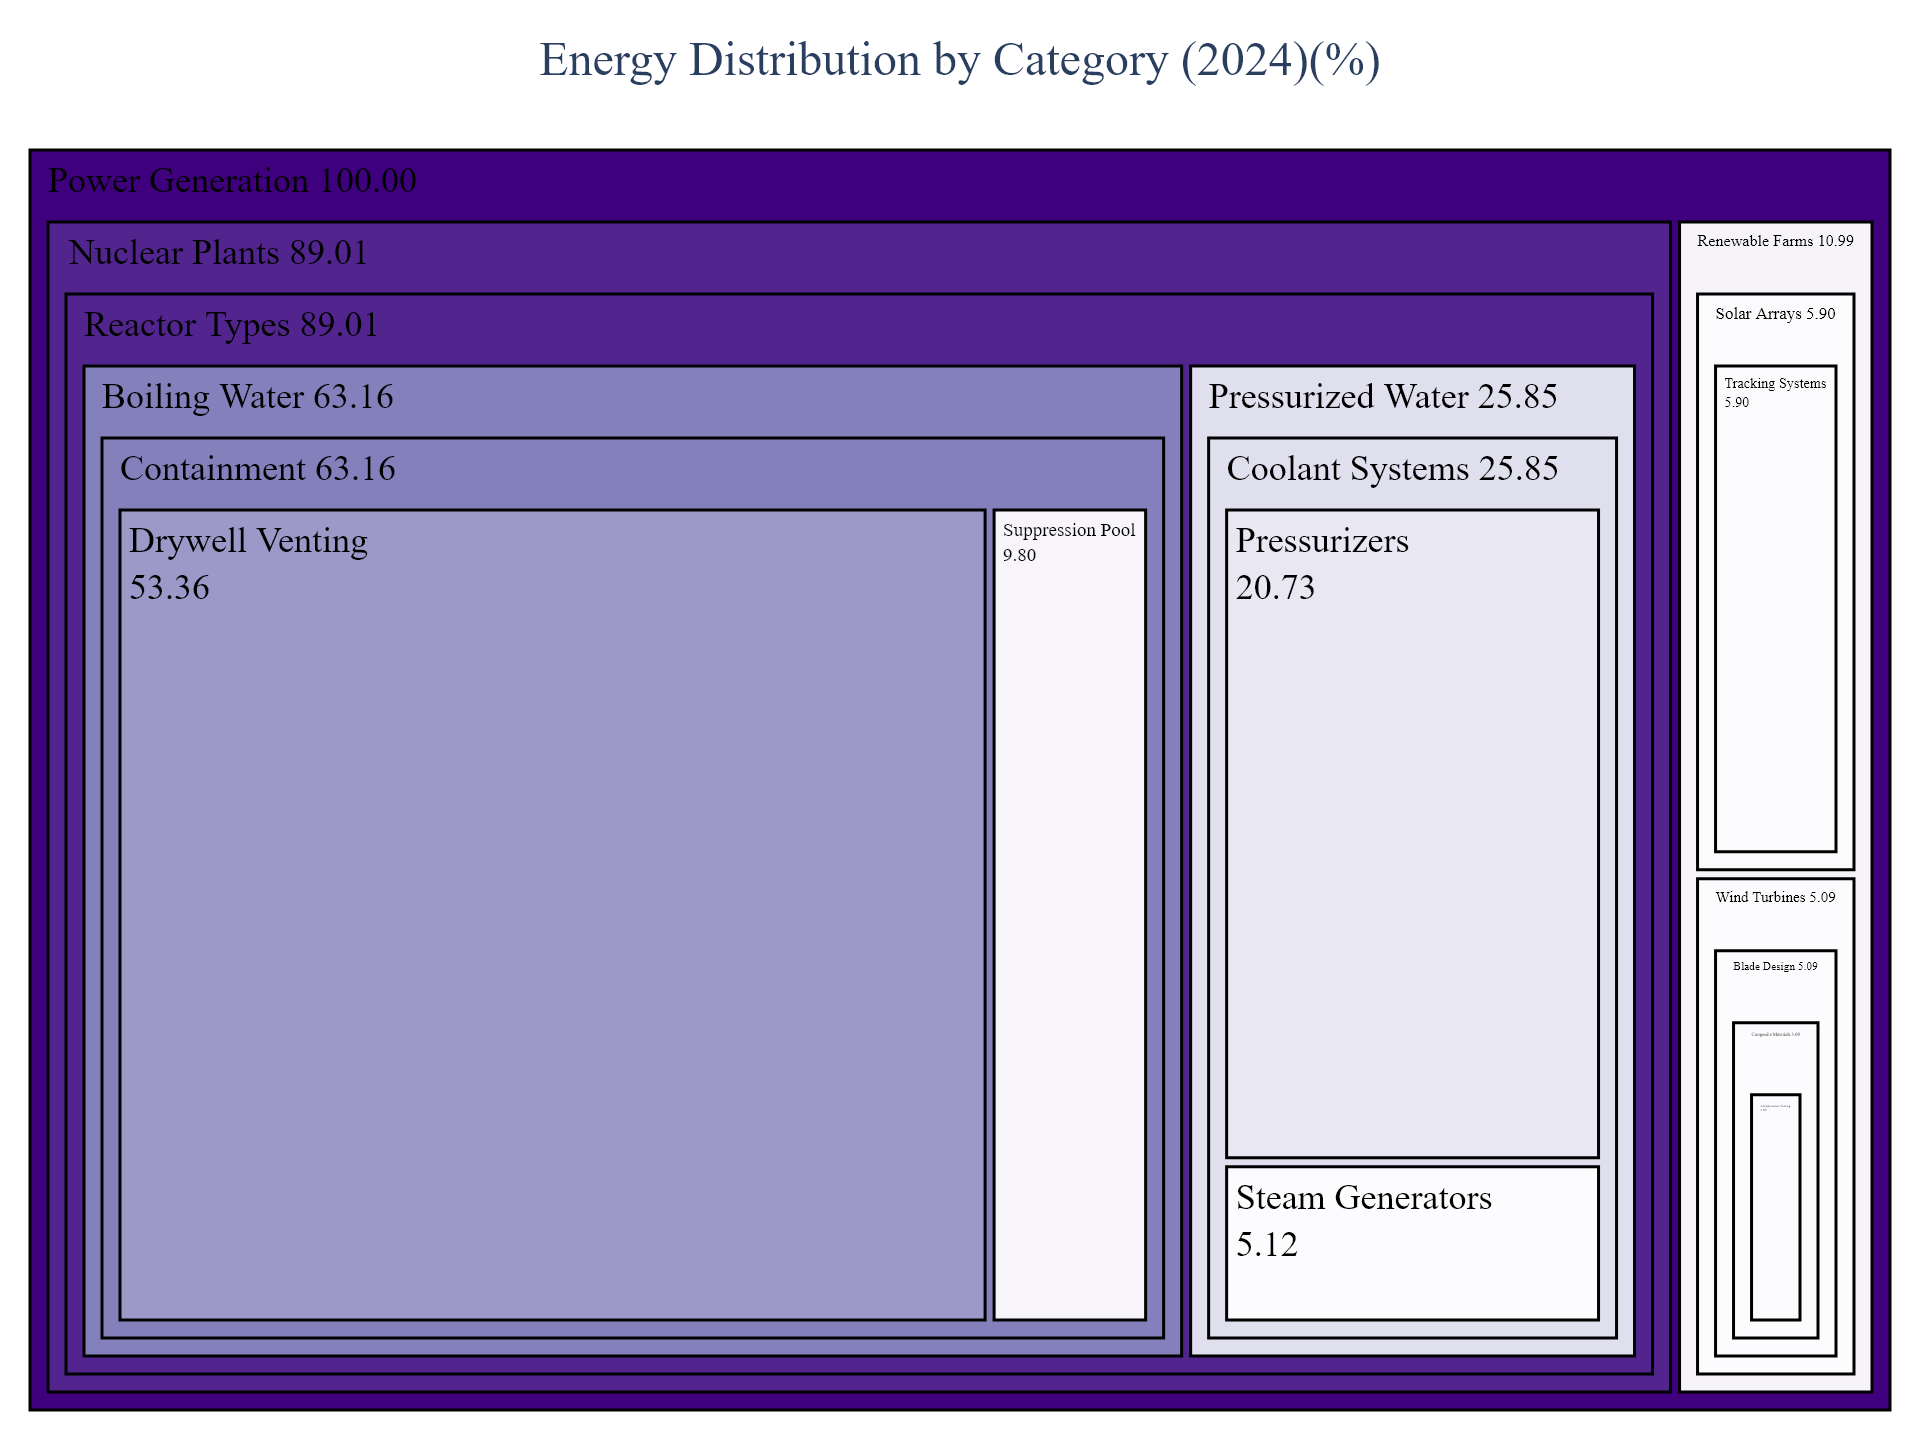 Energy Distribution by Category (2024)(%)
Power Generation 100.00
Nuclear Plants 89.01
Reactor Types 89.01
Boiling Water 63.16
Containment 63.16
Drywell Venting
53.36
Suppression Pool
9.80
Pressurized Water 25.85
Coolant Systems 25.85
Pressurizers
20.73
Steam Generators
5.12
Renewable Farms 10.99
Solar Arrays 5.90
Tracking Systems
5.90
Wind Turbines 5.09
Blade Design 5.09
Composite Materials 5.09